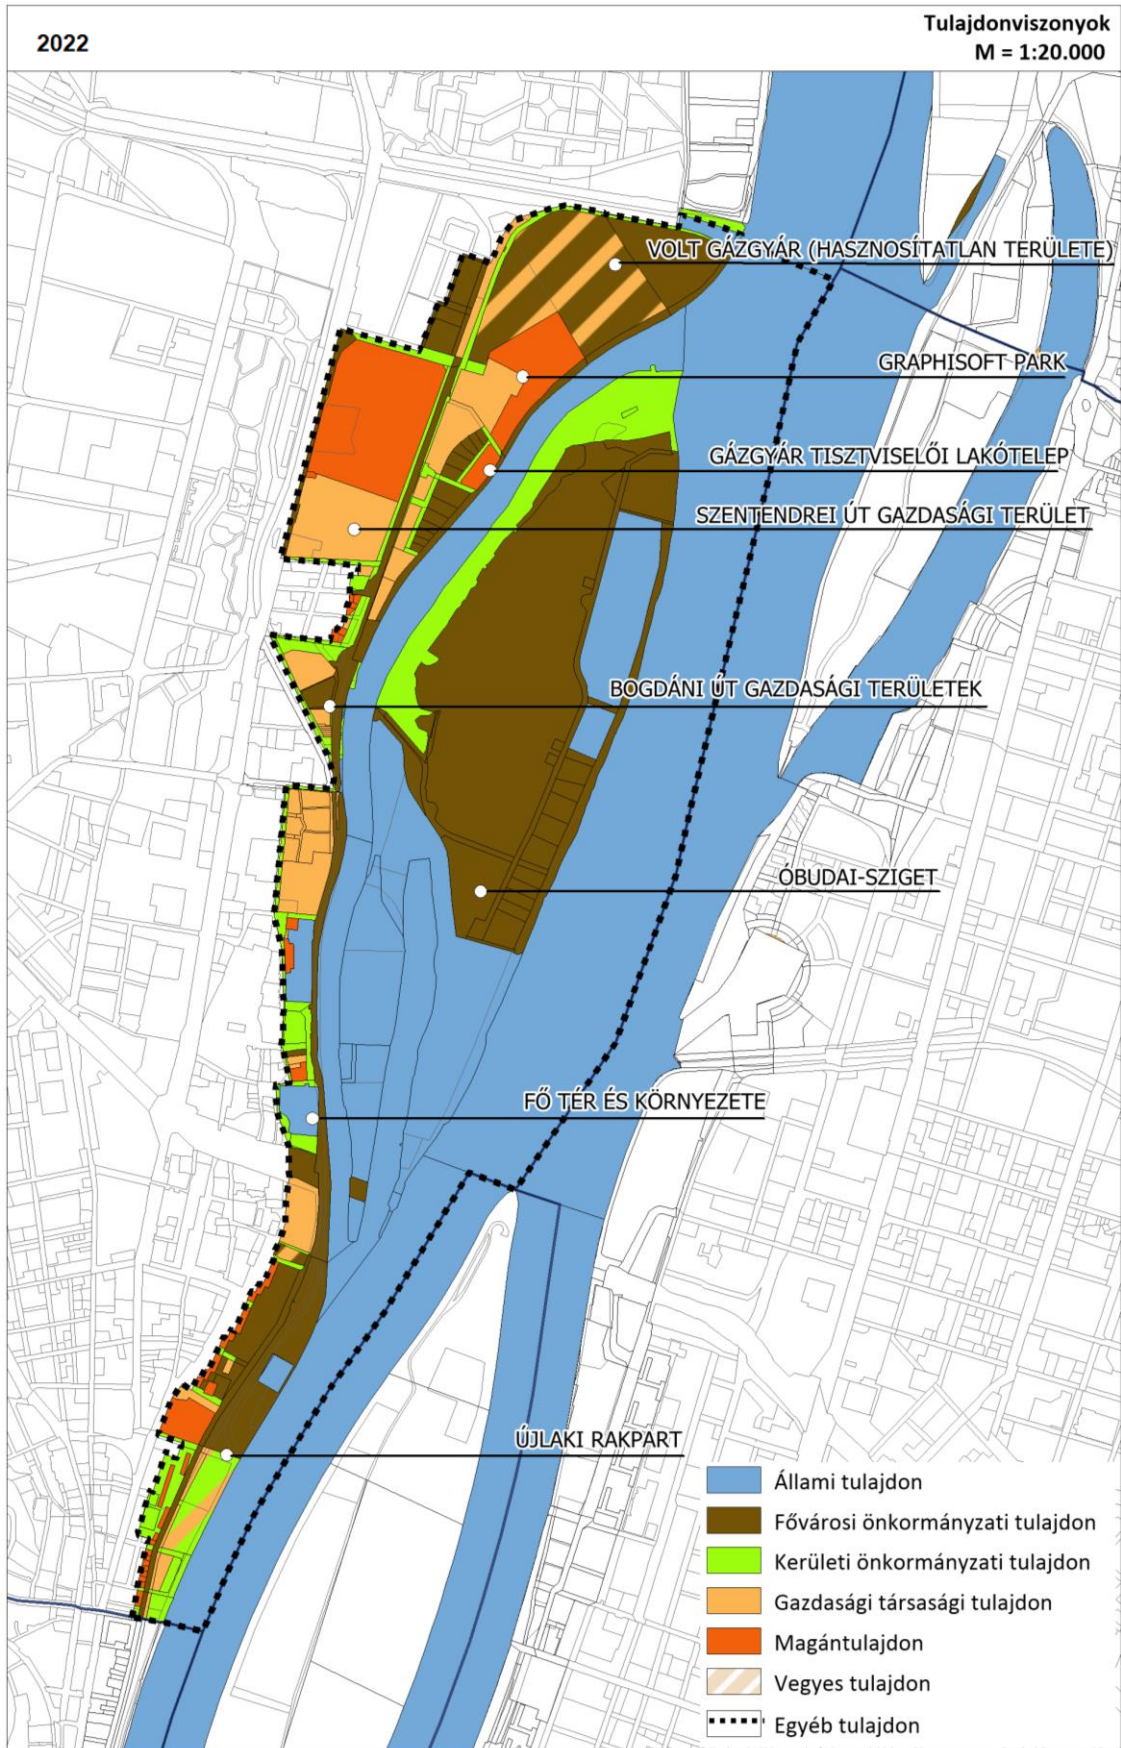 2022
Tulajdonviszonyok
M = 1:20.000
VOLT GÁZGYÁR (HASZNOSÍTATLAN TERÜLETE)
GRAPHISOFT PARK
GÁZGYÁR TISZTVISELŐI LAKÓTELEP
SZENTENDREI ÚT GAZDASÁGI TERÜLET
BOGDÁNI ÚT GAZDASÁGI TERÜLETEK
ÓBUDAI-SZIGET
FŐ TÉR ÉS KÖRNYEZETE
ÚJLAKI RAKPART
Állami tulajdon
Fővárosi önkormányzati tulajdon
Kerületi önkormányzati tulajdon
Gazdasági társasági tulajdon
Magántulajdon
Vegyes tulajdon
Egyéb tulajdon